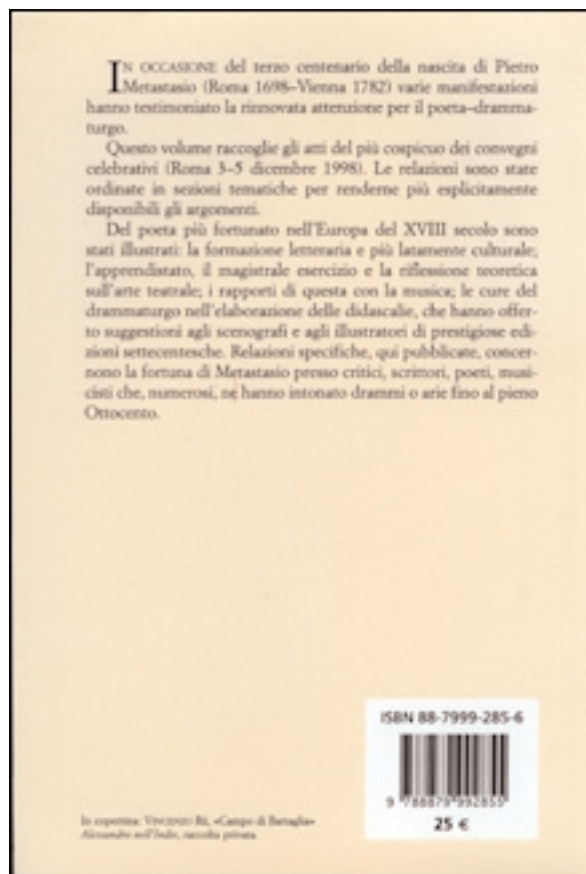 IN OCCASIONE del terzo centenario della nascita di Pietro
Metastasio (Roma 1698–Vienna 1782) varie manifestazioni
hanno testimoniato la rinnovata attenzione per il poeta–dramma-
turgo.
Questo volume raccoglie gli atti del più cospicuo dei convegni
celebrativi (Roma 3–5 dicembre 1998). Le relazioni sono state
ordinate in sezioni tematiche per renderne più esplicitamente
disponibili gli argomenti.
Del poeta più fortunato nell'Europa del XVIII secolo sono
stati illustrati: la formazione letteraria e più latamente culturale;
l'apprendistato, il magistrale esercizio e la riflessione teoretica
sull'arte teatrale; i rapporti di questa con la musica; le cure del
drammaturgo nell'elaborazione delle didascalie, che hanno offer-
to suggestioni agli scenografi e agli illustratori di prestigiose edi-
zioni settecentesche. Relazioni specifiche, qui pubblicate, concer-
nono la fortuna di Metastasio presso critici, scrittori, poeti, musi-
cisti che, numerosi, ne hanno intonato drammi o arie fino al pieno
Ottocento.
ISBN 88-7999-285-6
9 788879 992855
25 €
In copertina: VINCENZO RE, «Campo di Battaglia»
Alessandro nell'Indie, raccolta privata.